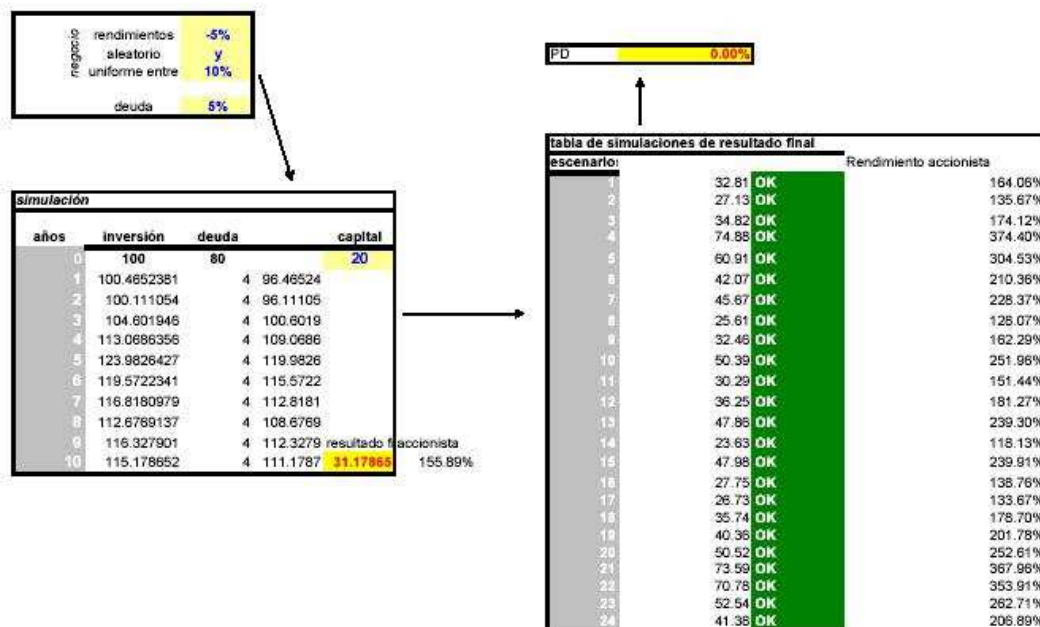 negocio
rendimientos -5%
aleatorio y
uniforme entre 10%
deuda 5%
PD 0.00%
simulación
años inversión deuda capital
0 100 80 20
1 100.4652381 4 96.46524
2 100.111054 4 96.11105
3 104.601946 4 100.6019
4 113.0686356 4 109.0686
5 123.9826427 4 119.9826
6 119.5722341 4 115.5722
7 116.8180979 4 112.8181
8 112.6769137 4 108.6769
9 116.327901 4 112.3279 resultado f accionista
10 115.178652 4 111.1787 31.17865 155.89%
tabla de simulaciones de resultado final
escenarios Rendimiento accionista
1 32.81 OK 164.06%
2 27.13 OK 135.67%
3 34.82 OK 174.12%
4 74.88 OK 374.40%
5 60.91 OK 304.53%
6 42.07 OK 210.36%
7 45.67 OK 228.37%
8 25.61 OK 128.07%
9 32.46 OK 162.29%
10 50.39 OK 251.96%
11 30.29 OK 151.44%
12 36.25 OK 181.27%
13 47.86 OK 239.30%
14 23.63 OK 118.13%
15 47.98 OK 239.91%
16 27.75 OK 138.76%
17 26.73 OK 133.67%
18 35.74 OK 178.70%
19 40.36 OK 201.78%
20 50.52 OK 252.61%
21 73.59 OK 367.96%
22 70.78 OK 353.91%
23 52.54 OK 262.71%
24 41.38 OK 206.89%